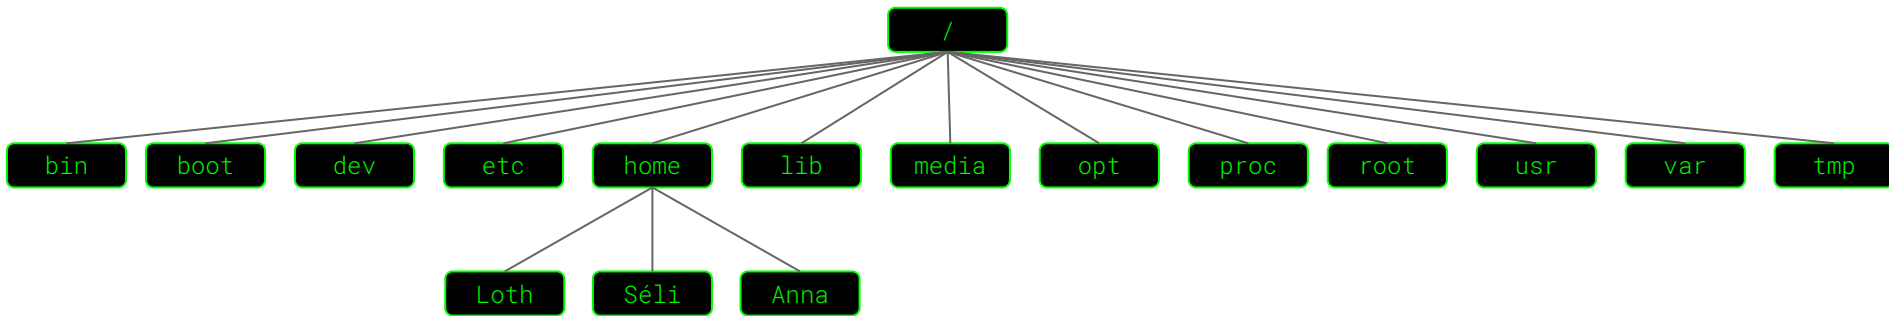 /
bin boot dev etc home lib media opt proc root usr var tmp
Loth Séli Anna